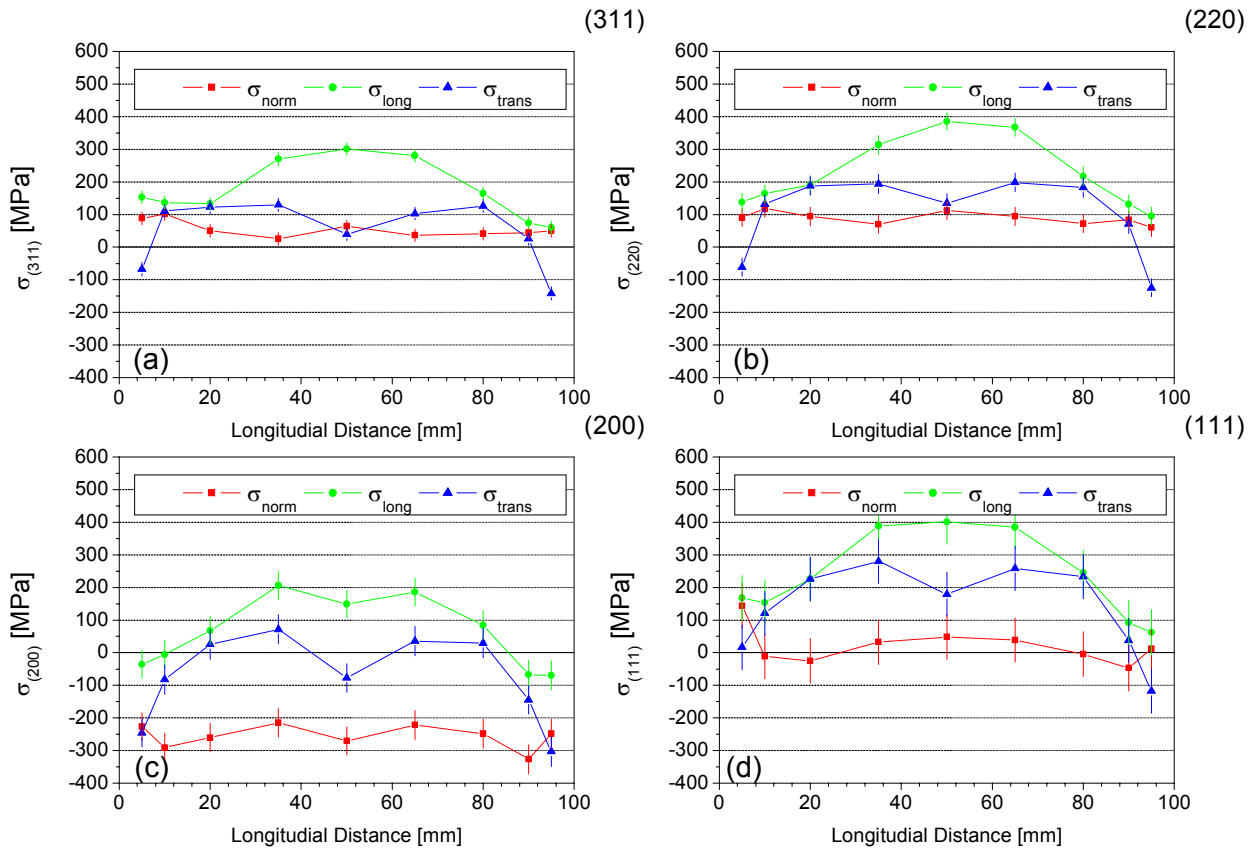 (311)
600
500
400
300
200
100
0
-100
-200
-300
-400
σnorm σlong σtrans
σ(311) [MPa]
(a)
0 20 40 60 80 100
Longitudial Distance [mm]
(220)
600
500
400
300
200
100
0
-100
-200
-300
-400
σnorm σlong σtrans
σ(220) [MPa]
(b)
0 20 40 60 80 100
Longitudial Distance [mm]
(200)
600
500
400
300
200
100
0
-100
-200
-300
-400
σnorm σlong σtrans
σ(200) [MPa]
(c)
0 20 40 60 80 100
Longitudial Distance [mm]
(111)
600
500
400
300
200
100
0
-100
-200
-300
-400
σnorm σlong σtrans
σ(111) [MPa]
(d)
0 20 40 60 80 100
Longitudial Distance [mm]